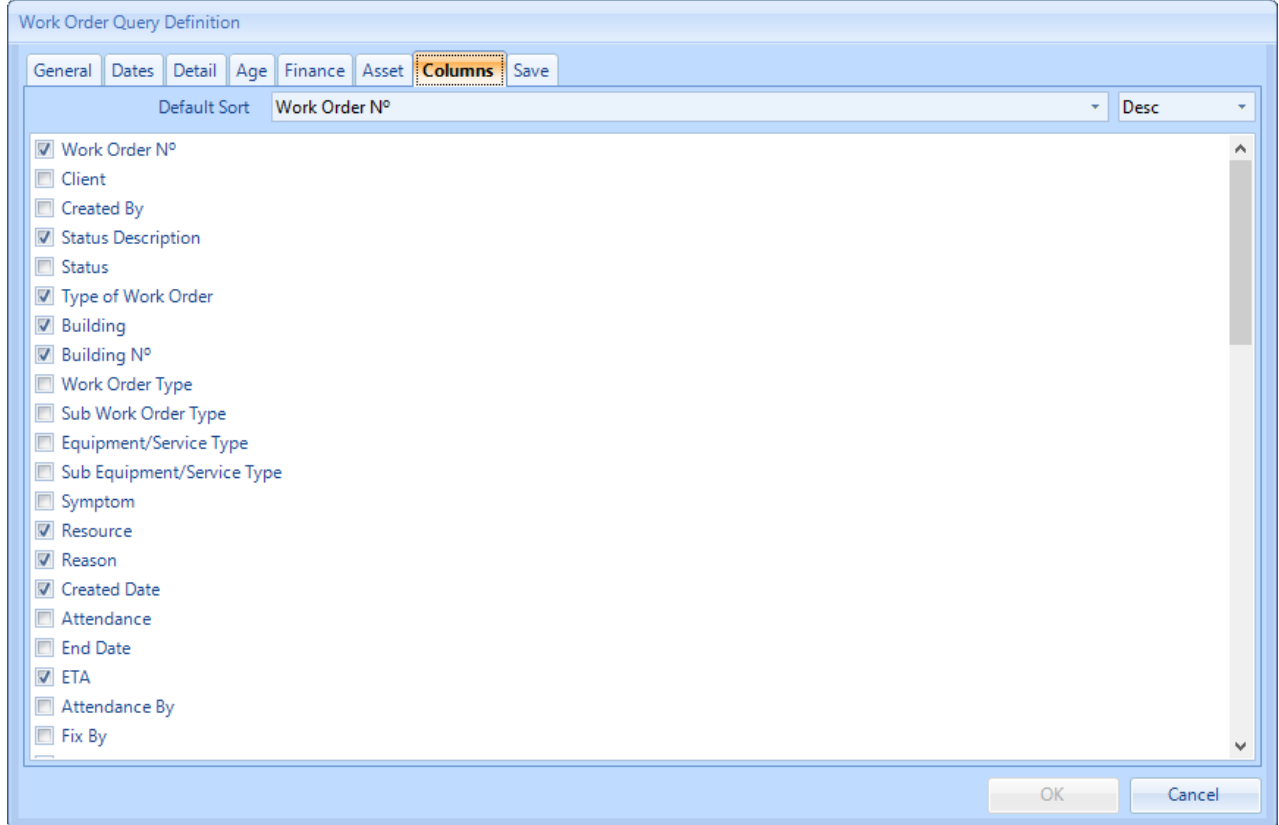 Work Order Query Definition
General Dates Detail Age Finance Asset Columns Save
Default Sort Work Order Nº Desc
Work Order Nº
Client
Created By
Status Description
Status
Type of Work Order
Building
Building Nº
Work Order Type
Sub Work Order Type
Equipment/Service Type
Sub Equipment/Service Type
Symptom
Resource
Reason
Created Date
Attendance
End Date
ETA
Attendance By
Fix By
OK Cancel